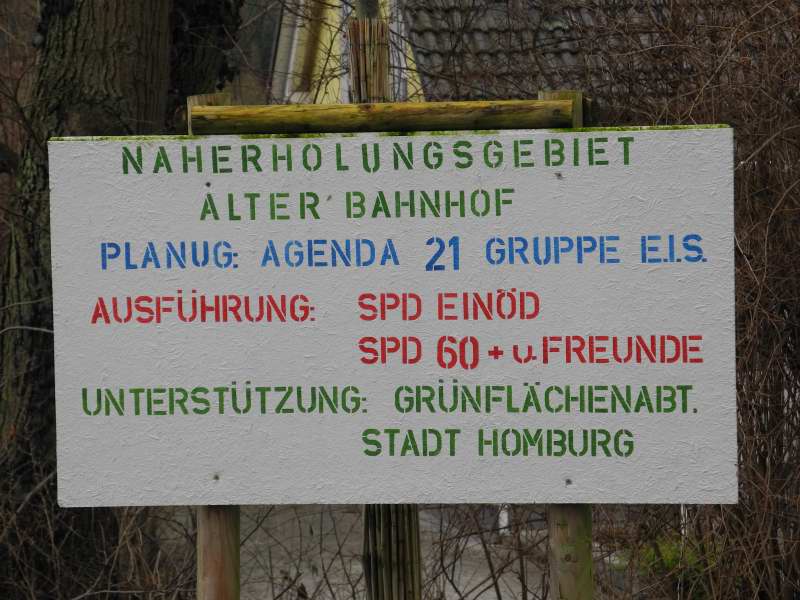 NAHERHOLUNGSGEBIET
ALTER BAHNHOF
PLANUG: AGENDA 21 GRUPPE E.I.S.
AUSFÜHRUNG: SPD EINÖD
SPD 60 + u. FREUNDE
UNTERSTÜTZUNG: GRÜNFLÄCHENABT.
STADT HOMBURG